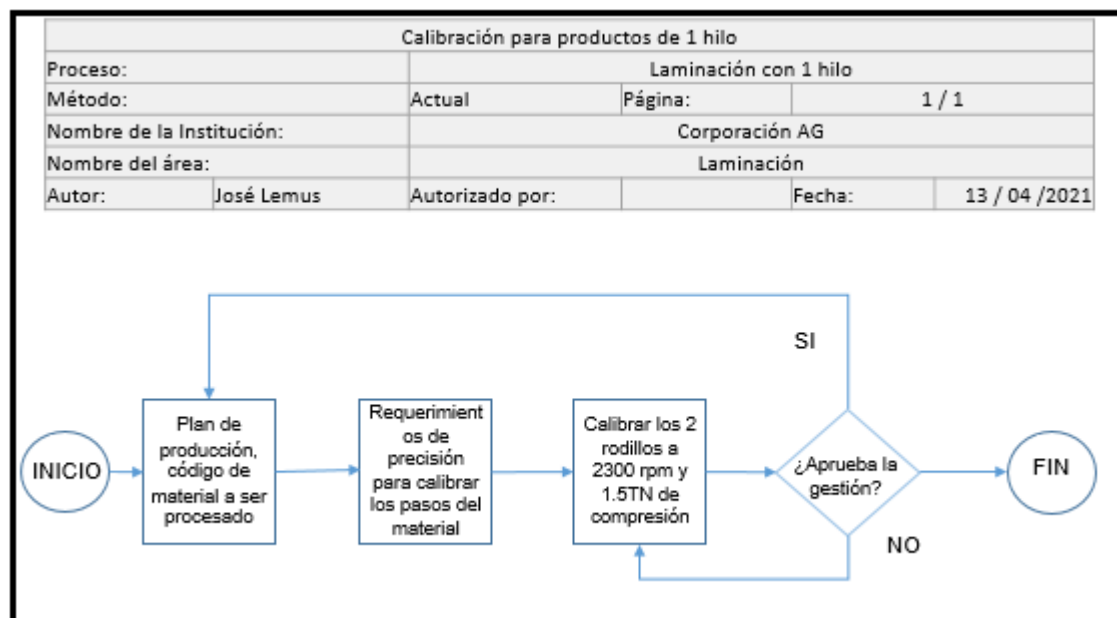 Calibración para productos de 1 hilo
Proceso: Laminación con 1 hilo
Método: Actual Página: 1 / 1
Nombre de la Institución: Corporación AG
Nombre del área: Laminación
Autor: José Lemus Autorizado por: Fecha: 13 / 04 /2021
SI
INICIO
Plan de
producción,
código de
material a ser
procesado
Requerimient
os de
precisión
para calibrar
los pasos del
material
Calibrar los 2
rodillos a
2300 rpm y
1.5TN de
compresión
¿Aprueba la
gestión?
FIN
NO